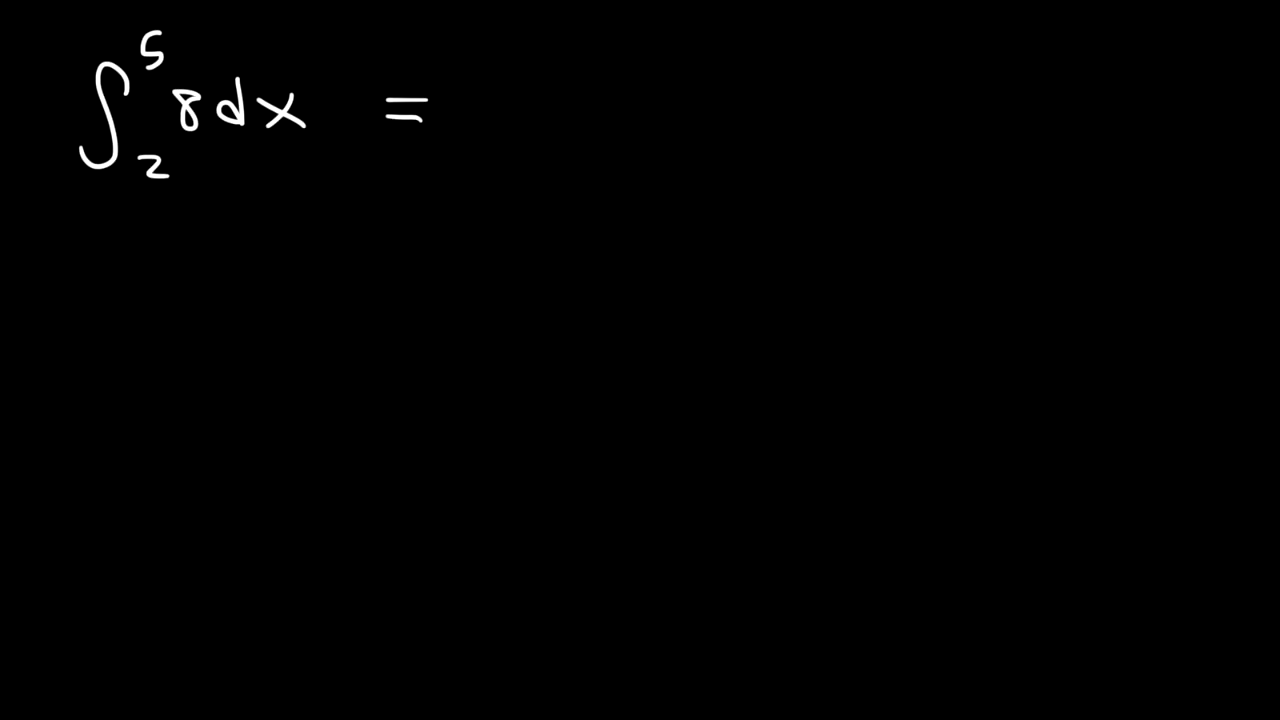 ∫₂⁵ 8dx =